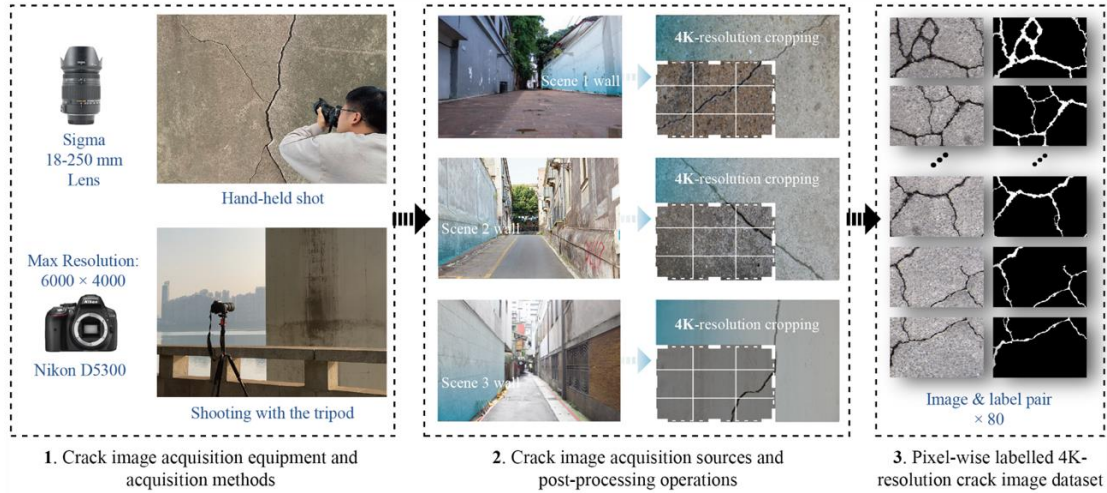 Sigma
18-250 mm
Lens
Hand-held shot
Max Resolution:
6000 × 4000
Nikon
Nikon D5300
Shooting with the tripod
1. Crack image acquisition equipment and
acquisition methods
Scene 1 wall
4K-resolution cropping
Scene 2 wall
4K-resolution cropping
Scene 3 wall
4K-resolution cropping
2. Crack image acquisition sources and
post-processing operations
Image & label pair
× 80
3. Pixel-wise labelled 4K-
resolution crack image dataset